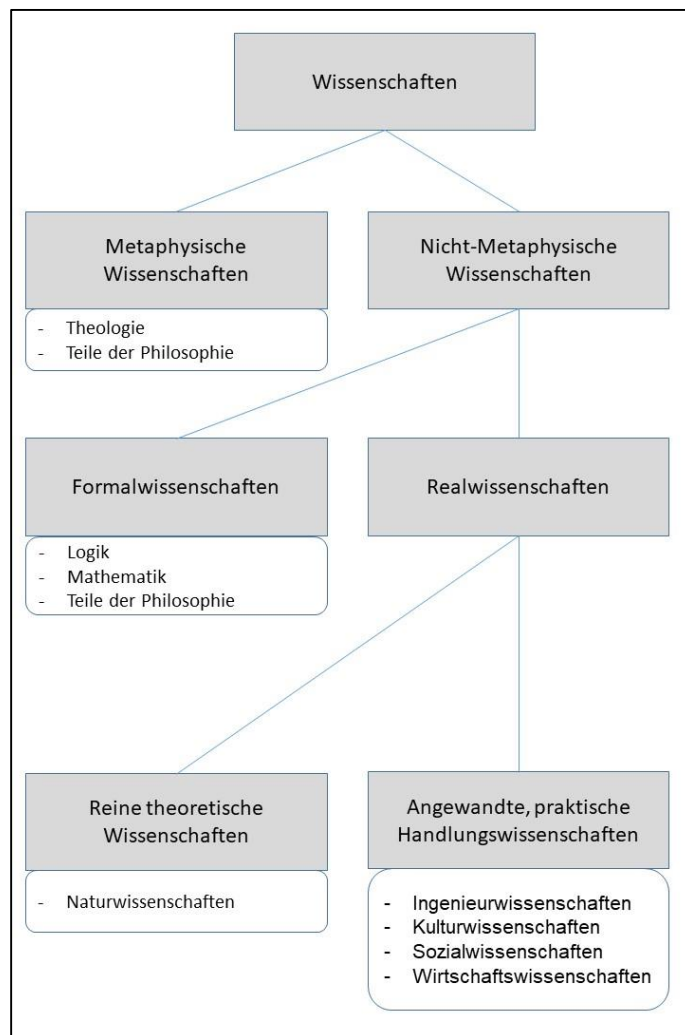 Wissenschaften
Metaphysische
Wissenschaften
- Theologie
- Teile der Philosophie
Nicht-Metaphysische
Wissenschaften
Formalwissenschaften
- Logik
- Mathematik
- Teile der Philosophie
Realwissenschaften
Reine theoretische
Wissenschaften
- Naturwissenschaften
Angewandte, praktische
Handlungswissenschaften
- Ingenieurwissenschaften
- Kulturwissenschaften
- Sozialwissenschaften
- Wirtschaftswissenschaften